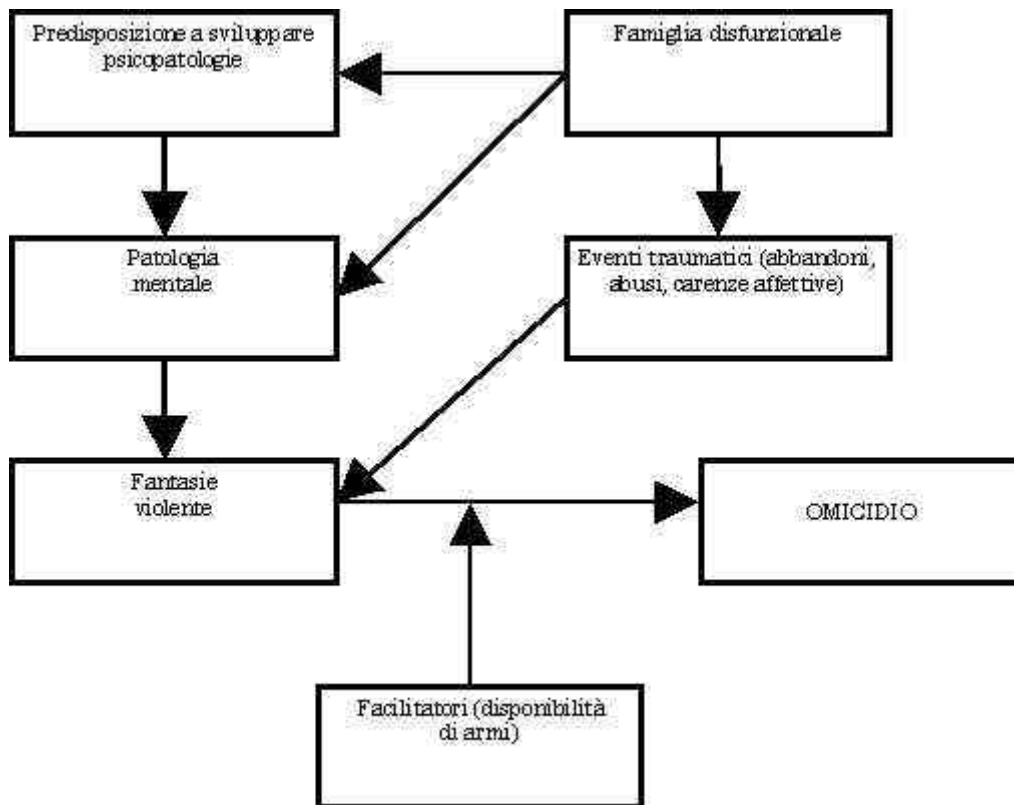 Predisposizione a sviluppare
psicopatologie
Famiglia disfunzionale
Patologia
mentale
Eventi traumatici (abbandoni,
abusi, carenze affettive)
Fantasie
violente
OMICIDIO
Facilitatori (disponibilità
di armi)